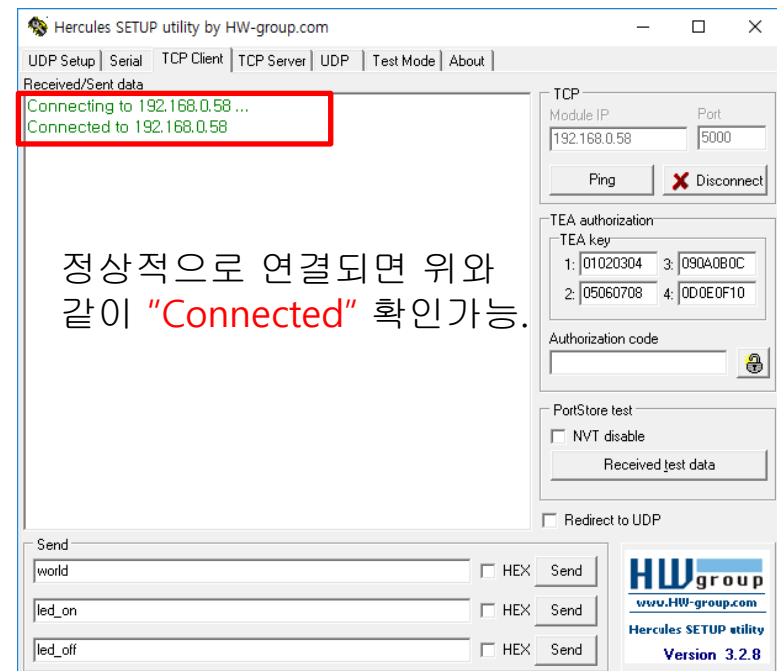 Hercules SETUP utility by HW-group.com
UDP Setup Serial TCP Client TCP Server UDP Test Mode About
Received/Sent data
Connecting to 192.168.0.58 ...
Connected to 192.168.0.58
정상적으로 연결되면 위와
같이 "Connected" 확인가능.
TCP
Module IP Port
192.168.0.58 5000
Ping Disconnect
TEA authorization
TEA key
1: 01020304 3: 090A0B0C
2: 05060708 4: 0D0E0F10
Authorization code
PortStore test
NVT disable
Received test data
Redirect to UDP
Send
world HEX Send
led_on HEX Send
led_off HEX Send
HW group
www.HW-group.com
Hercules SETUP utility
Version 3.2.8